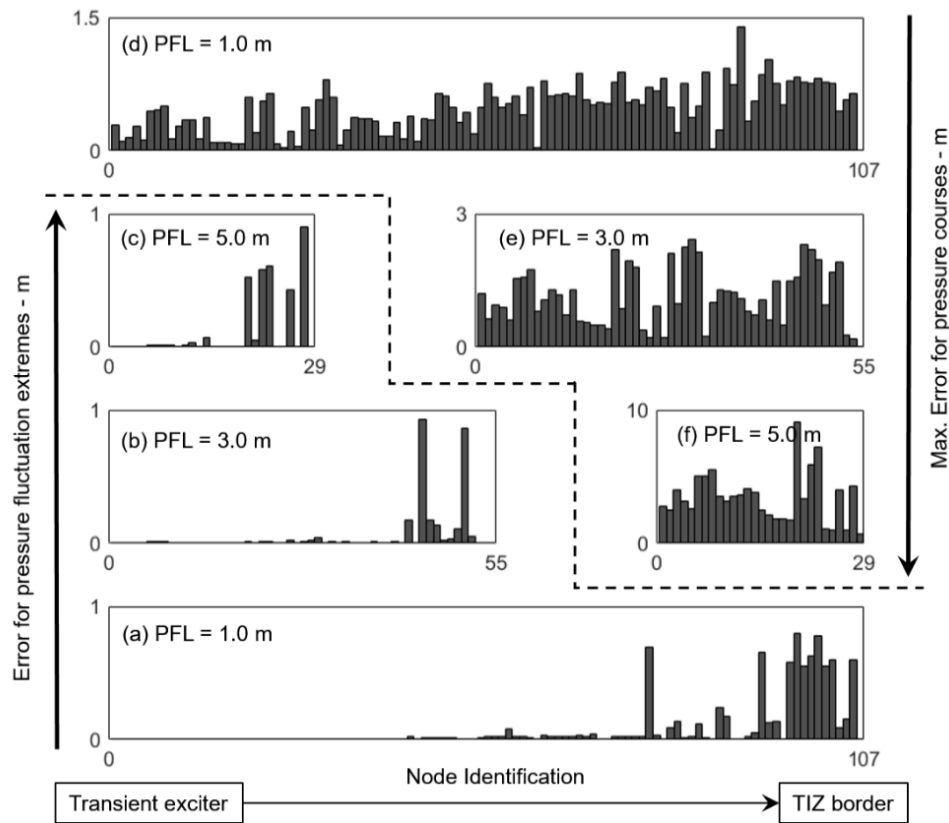 1.5
(d) PFL = 1.0 m
0
0
107
1
(c) PFL = 5.0 m
0
0
29
3
(e) PFL = 3.0 m
0
0
55
1
(b) PFL = 3.0 m
0
0
55
10
(f) PFL = 5.0 m
0
0
29
1
(a) PFL = 1.0 m
0
0
107
Node Identification
Transient exciter
TIZ border
Error for pressure fluctuation extremes - m
Max. Error for pressure courses - m